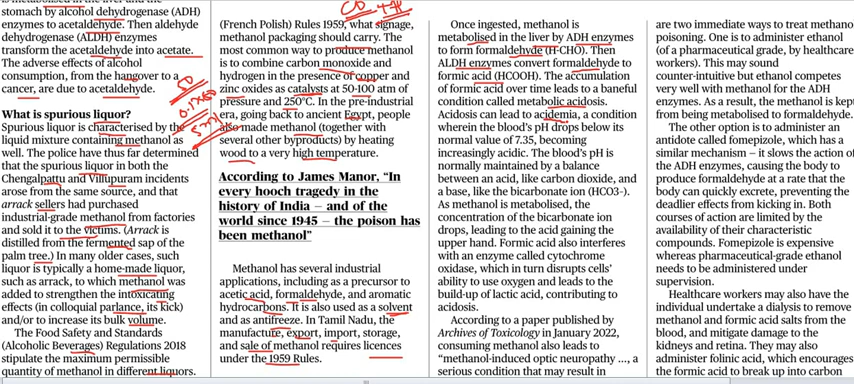 is metabolised in the liver and the
stomach by alcohol dehydrogenase (ADH)
enzymes to acetaldehyde. Then aldehyde
dehydrogenase (ALDH) enzymes
transform the acetaldehyde into acetate.
The adverse effects of alcohol
consumption, from the hangover to a
cancer, are due to acetaldehyde.
What is spurious liquor?
Spurious liquor is characterised by the
liquid mixture containing methanol as
well. The police have thus far determined
that the spurious liquor in both the
Chengalpattu and Villupuram incidents
arose from the same source, and that
arrack sellers had purchased
industrial-grade methanol from factories
and sold it to the victims. (Arrack is
distilled from the fermented sap of the
palm tree.) In many older cases, such
liquor is typically a home-made liquor,
such as arrack, to which methanol was
added to strengthen the intoxicating
effects (in colloquial parlance, its kick)
and/or to increase its bulk volume.
The Food Safety and Standards
(Alcoholic Beverages) Regulations 2018
stipulate the maximum permissible
quantity of methanol in different liquors.
CO
50
(French Polish) Rules 1959, what signage,
methanol packaging should carry. The
most common way to produce methanol
is to combine carbon monoxide and
hydrogen in the presence of copper and
zinc oxides as catalysts at 50-100 atm of
pressure and 250°C. In the pre-industrial
era, going back to ancient Egypt, people
also made methanol (together with
several other byproducts) by heating
wood to a very high temperature.
According to James Manor, “In
every hooch tragedy in the
history of India – and of the
world since 1945 – the poison has
been methanol”
Methanol has several industrial
applications, including as a precursor to
acetic acid, formaldehyde, and aromatic
hydrocarbons. It is also used as a solvent
and as antifreeze. In Tamil Nadu, the
manufacture, export, import, storage,
and sale of methanol requires licences
under the 1959 Rules.
Once ingested, methanol is
metabolised in the liver by ADH enzymes
to form formaldehyde (H-CHO). Then
ALDH enzymes convert formaldehyde to
formic acid (HCOOH). The accumulation
of formic acid over time leads to a baneful
condition called metabolic acidosis.
Acidosis can lead to acidemia, a condition
wherein the blood’s pH drops below its
normal value of 7.35, becoming
increasingly acidic. The blood’s pH is
normally maintained by a balance
between an acid, like carbon dioxide, and
a base, like the bicarbonate ion (HCO3-).
As methanol is metabolised, the
concentration of the bicarbonate ion
drops, leading to the acid gaining the
upper hand. Formic acid also interferes
with an enzyme called cytochrome
oxidase, which in turn disrupts cells’
ability to use oxygen and leads to the
build-up of lactic acid, contributing to
acidosis.
According to a paper published by
Archives of Toxicology in January 2022,
consuming methanol also leads to
“methanol-induced optic neuropathy ..., a
serious condition that may result in
are two immediate ways to treat methano
poisoning. One is to administer ethanol
(of a pharmaceutical grade, by healthcare
workers). This may sound
counter-intuitive but ethanol competes
very well with methanol for the ADH
enzymes. As a result, the methanol is kept
from being metabolised to formaldehyde.
The other option is to administer an
antidote called fomepizole, which has a
similar mechanism – it slows the action of
the ADH enzymes, causing the body to
produce formaldehyde at a rate that the
body can quickly excrete, preventing the
deadlier effects from kicking in. Both
courses of action are limited by the
availability of their characteristic
compounds. Fomepizole is expensive
whereas pharmaceutical-grade ethanol
needs to be administered under
supervision.
Healthcare workers may also have the
individual undertake a dialysis to remove
methanol and formic acid salts from the
blood, and mitigate damage to the
kidneys and retina. They may also
administer folinic acid, which encourages
the formic acid to break up into carbon